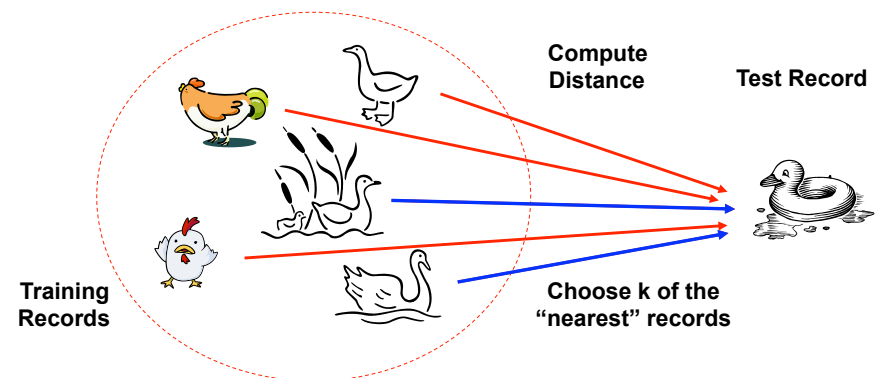 Compute
Distance
Test Record
Training
Records
Choose k of the
“nearest” records